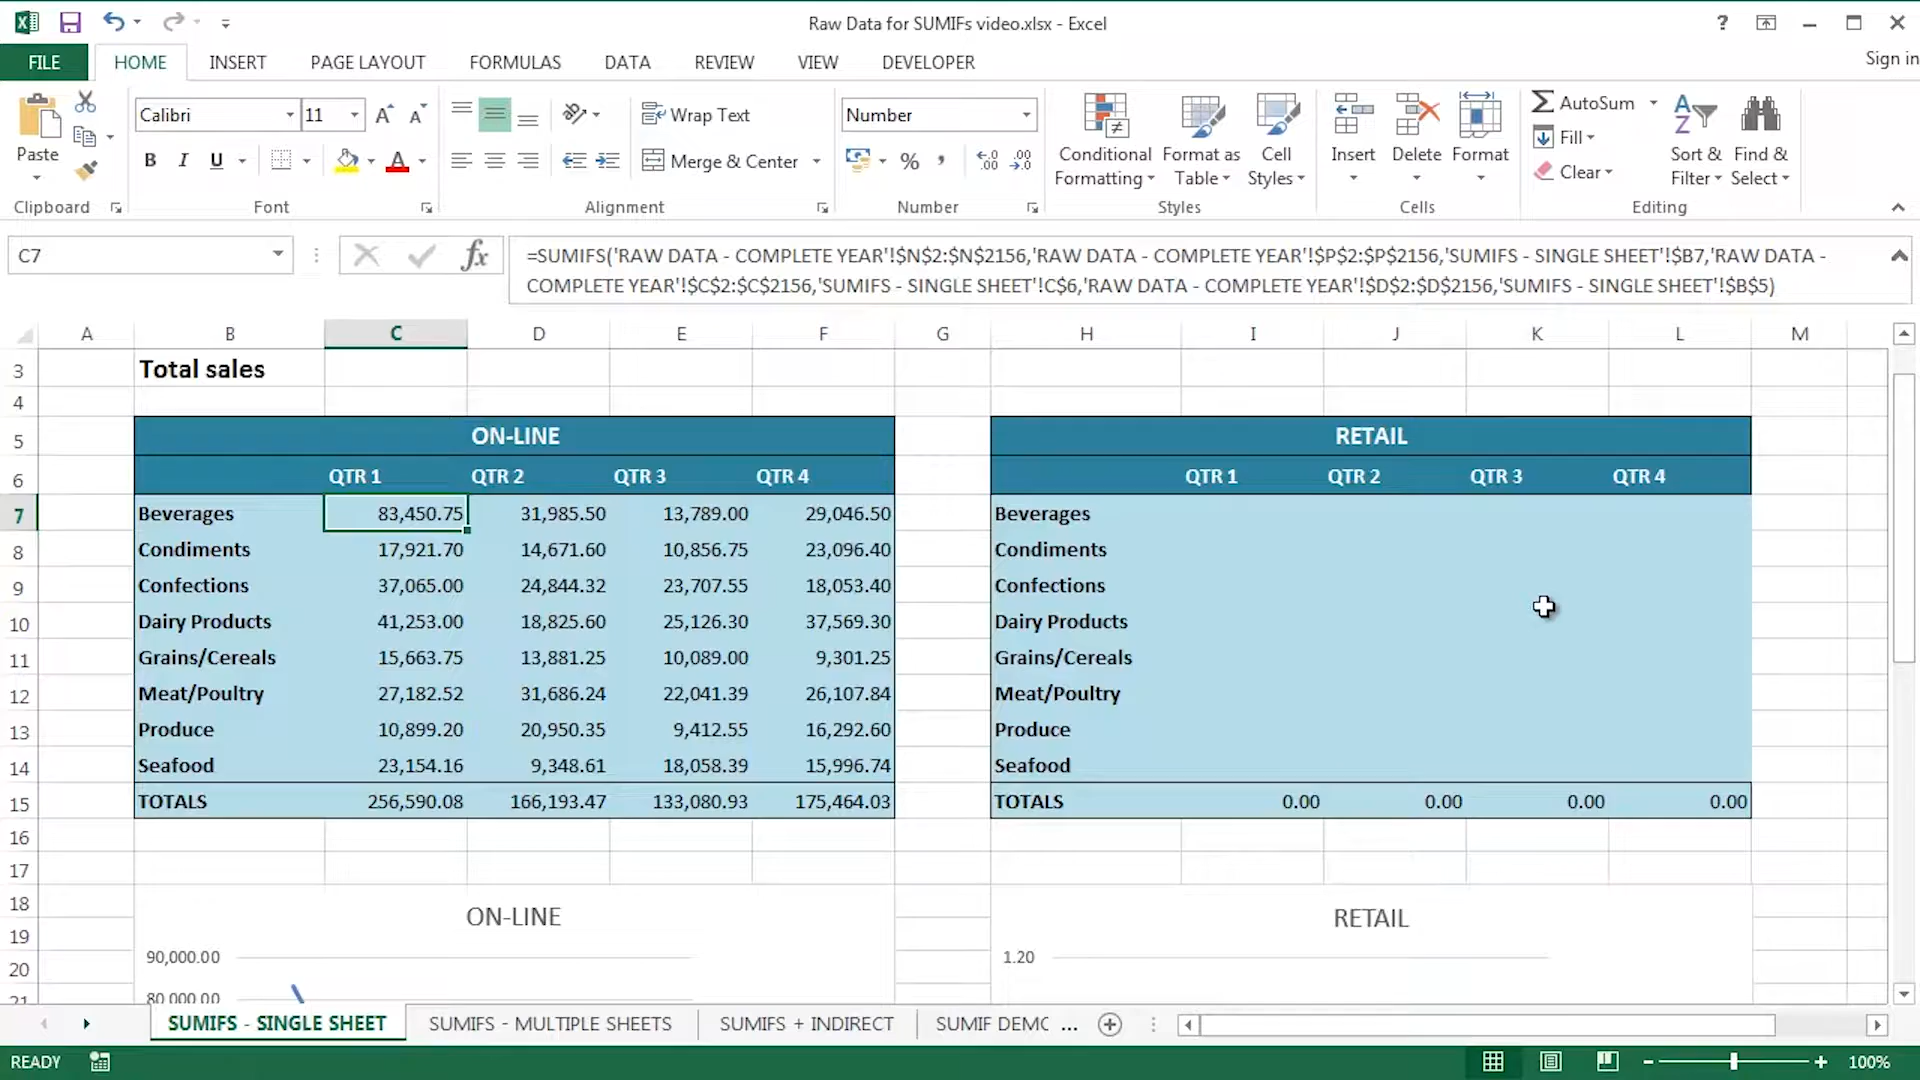 Raw Data for SUMIFs video.xlsx - Excel
?
FILE HOME INSERT PAGE LAYOUT FORMULAS DATA REVIEW VIEW DEVELOPER Sign in
Paste
Calibri 11
B I U A
Wrap Text
Merge & Center
Number
% ,
Conditional Formatting
Format as Table
Cell Styles
Insert
Delete
Format
AutoSum
Fill
Clear
Sort & Filter
Find & Select
Clipboard Font Alignment Number Styles Cells Editing
C7
fx
=SUMIFS('RAW DATA - COMPLETE YEAR'!$N$2:$N$2156,'RAW DATA - COMPLETE YEAR'!$P$2:$P$2156,'SUMIFS - SINGLE SHEET'!$B7,'RAW DATA -
COMPLETE YEAR'!$C$2:$C$2156,'SUMIFS - SINGLE SHEET'!C$6,'RAW DATA - COMPLETE YEAR'!$D$2:$D$2156,'SUMIFS - SINGLE SHEET'!$B$5)
A B C D E F G H I J K L M
3 Total sales
4
5 ON-LINE RETAIL
6 QTR 1 QTR 2 QTR 3 QTR 4 QTR 1 QTR 2 QTR 3 QTR 4
7 Beverages 83,450.75 31,985.50 13,789.00 29,046.50 Beverages
8 Condiments 17,921.70 14,671.60 10,856.75 23,096.40 Condiments
9 Confections 37,065.00 24,844.32 23,707.55 18,053.40 Confections
10 Dairy Products 41,253.00 18,825.60 25,126.30 37,569.30 Dairy Products
11 Grains/Cereals 15,663.75 13,881.25 10,089.00 9,301.25 Grains/Cereals
12 Meat/Poultry 27,182.52 31,686.24 22,041.39 26,107.84 Meat/Poultry
13 Produce 10,899.20 20,950.35 9,412.55 16,292.60 Produce
14 Seafood 23,154.16 9,348.61 18,058.39 15,996.74 Seafood
15 TOTALS 256,590.08 166,193.47 133,080.93 175,464.03 TOTALS 0.00 0.00 0.00 0.00
16
17
18 ON-LINE RETAIL
19
20 90,000.00 1.20
21 80,000.00
SUMIFS - SINGLE SHEET SUMIFS - MULTIPLE SHEETS SUMIFS + INDIRECT SUMIF DEMO ...
READY 100%